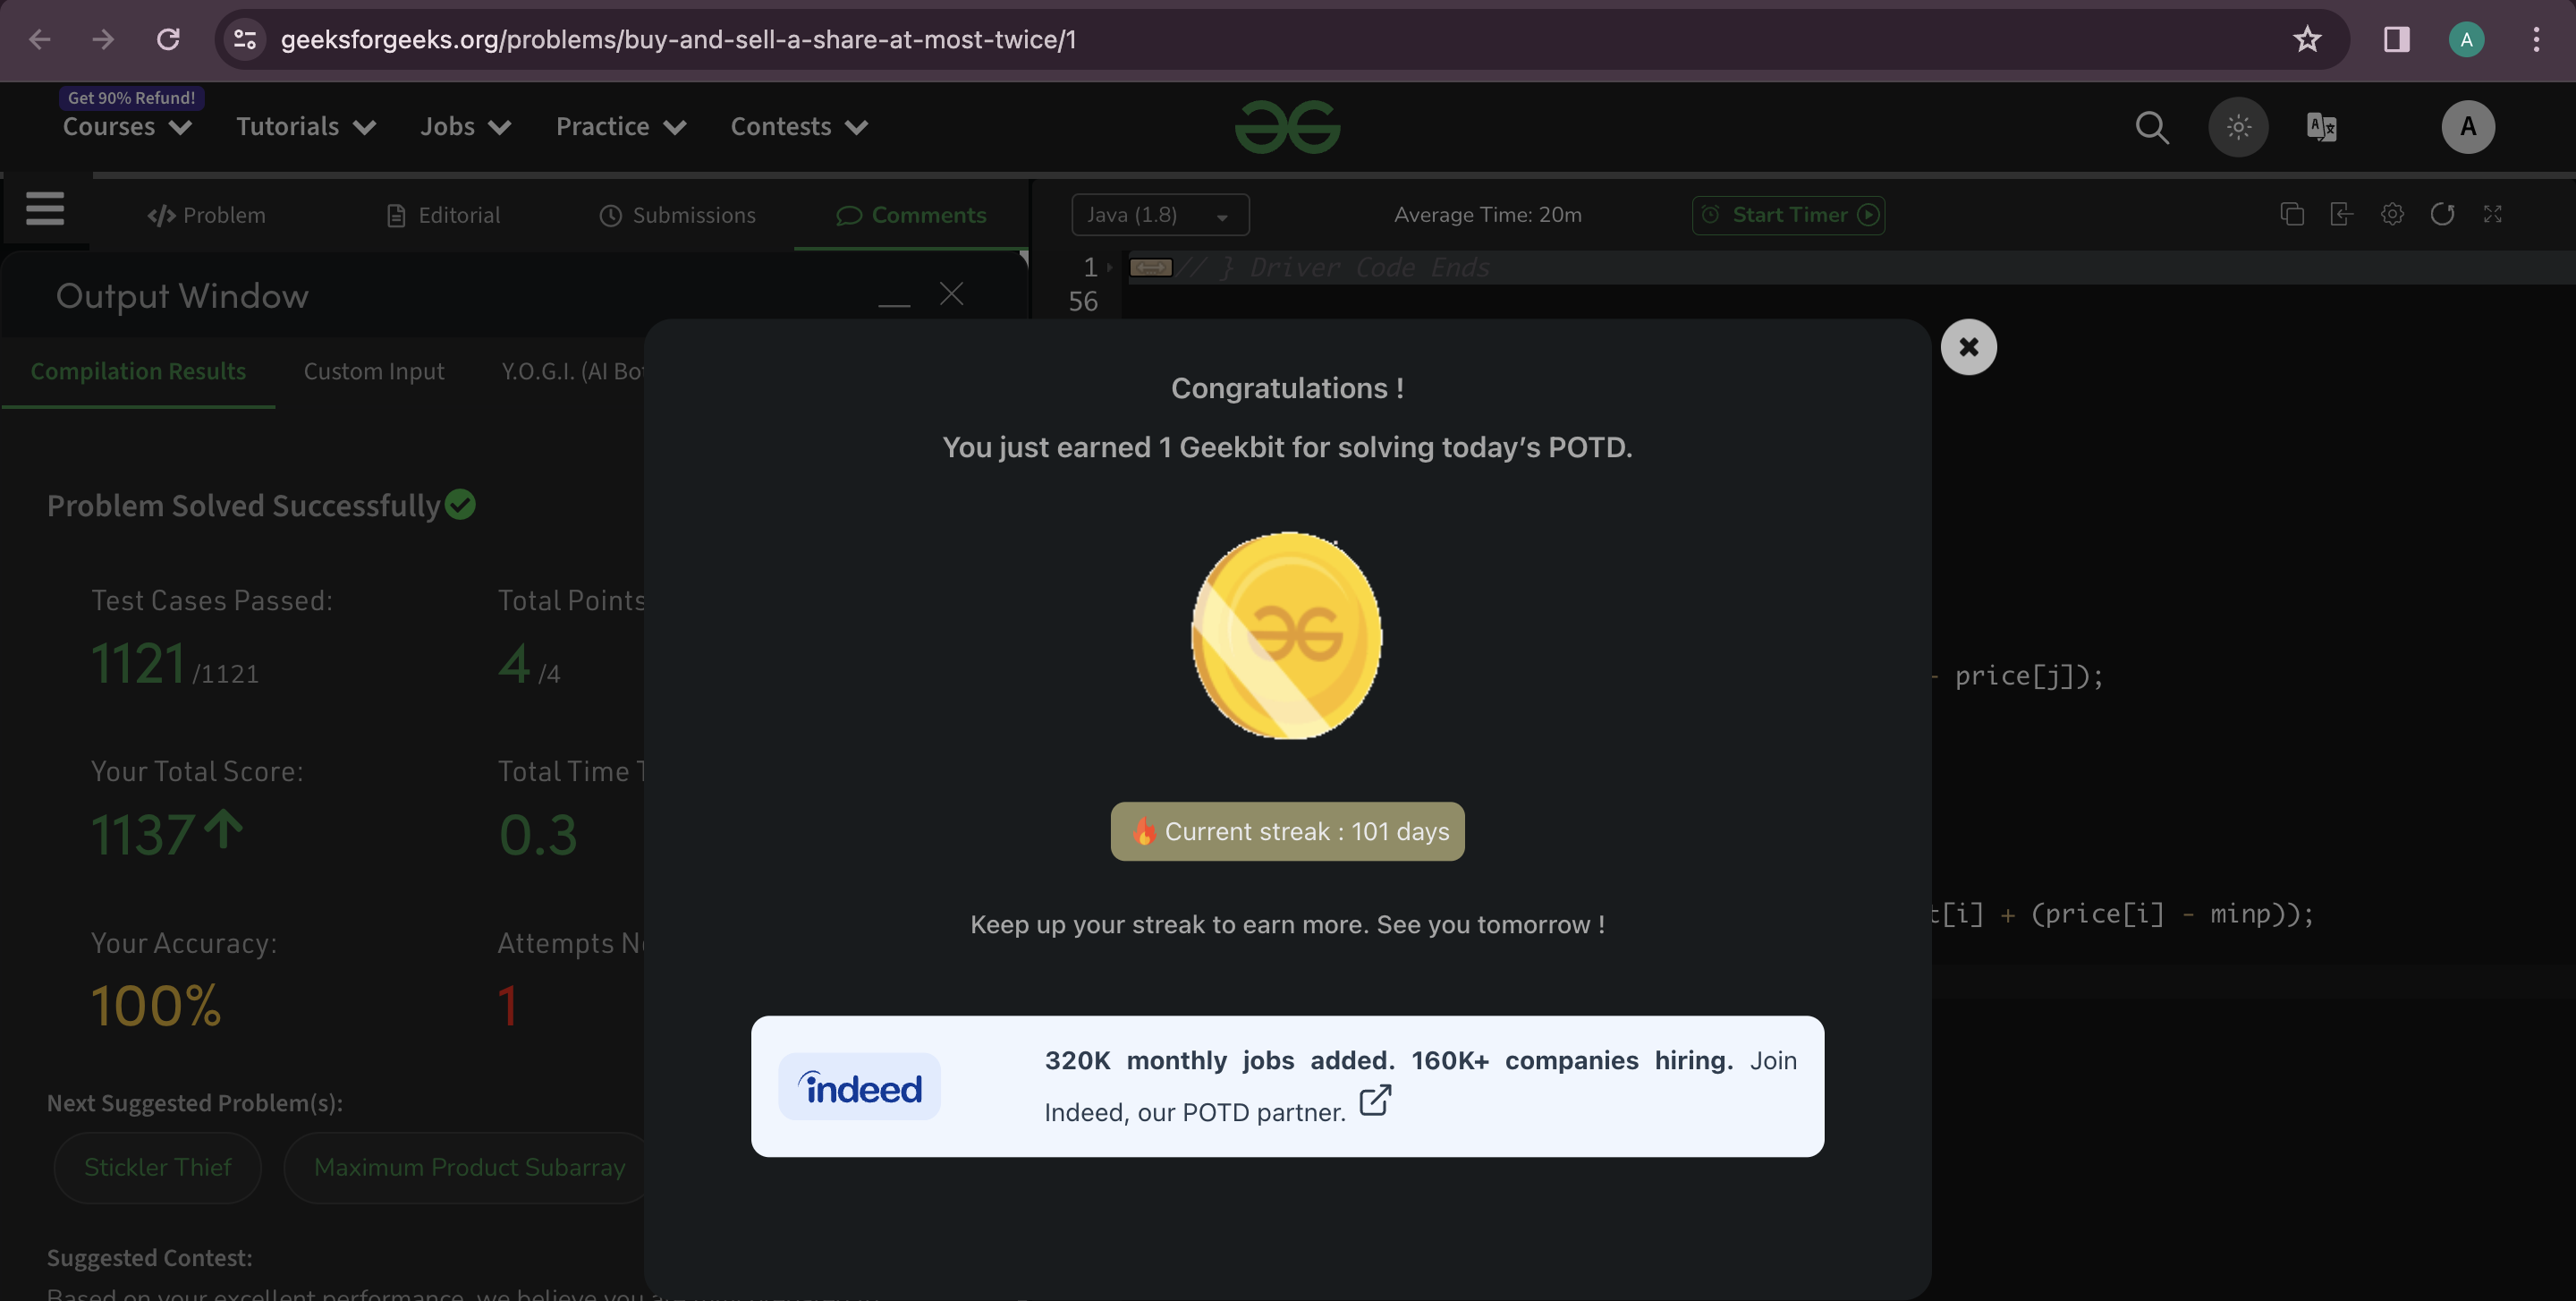 geeksforgeeks.org/problems/buy-and-sell-a-share-at-most-twice/1
A
Get 90% Refund!
Courses Tutorials Jobs Practice Contests
A
Problem Editorial Submissions Comments
Java (1.8) Average Time: 20m Start Timer
1 // } Driver Code Ends
56
Output Window
Compilation Results Custom Input Y.O.G.I. (AI Bot
Problem Solved Successfully
Test Cases Passed: Total Points
1121 /1121 4 /4
Your Total Score: Total Time T
1137 0.3
Your Accuracy: Attempts No
100% 1
Next Suggested Problem(s):
Stickler Thief Maximum Product Subarray
Suggested Contest:
Based on your excellent performance, we believe you
Congratulations !
You just earned 1 Geekbit for solving today's POTD.
Current streak : 101 days
Keep up your streak to earn more. See you tomorrow !
indeed
320K monthly jobs added. 160K+ companies hiring. Join
Indeed, our POTD partner.
- price[j]);
t[i] + (price[i] - minp));